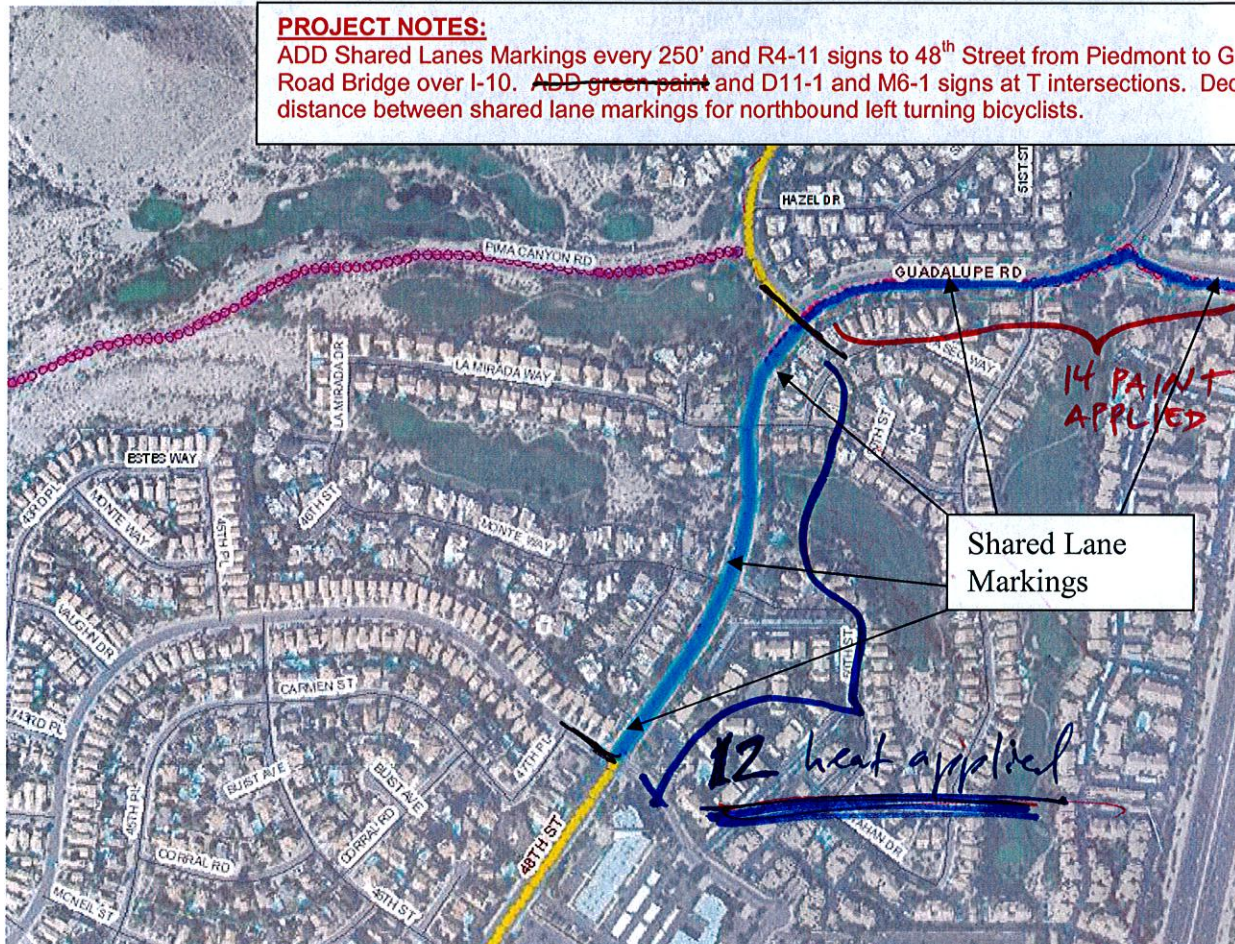 PROJECT NOTES:
ADD Shared Lanes Markings every 250' and R4-11 signs to 48th Street from Piedmont to G
Road Bridge over I-10. ADD green paint and D11-1 and M6-1 signs at T intersections. Dec
distance between shared lane markings for northbound left turning bicyclists.
HAZEL DR
51ST ST
PIMA CANYON RD
GUADALUPE RD
LA MIRADA DR
LA MIRADA WAY
14 PAINT
APPLIED
ESTES WAY
43RD PL
MONTE WAY
45TH PL
46TH ST
MONTE WAY
Shared Lane
Markings
VAUGHN DR
50TH ST
CARMEN ST
43RD PL
47TH PL
12 heat applied
BUIST AVE
BUIST AVE
45TH PL
CORRAL RD
CORRAL RD
48TH ST
MCNEIL ST
46TH ST